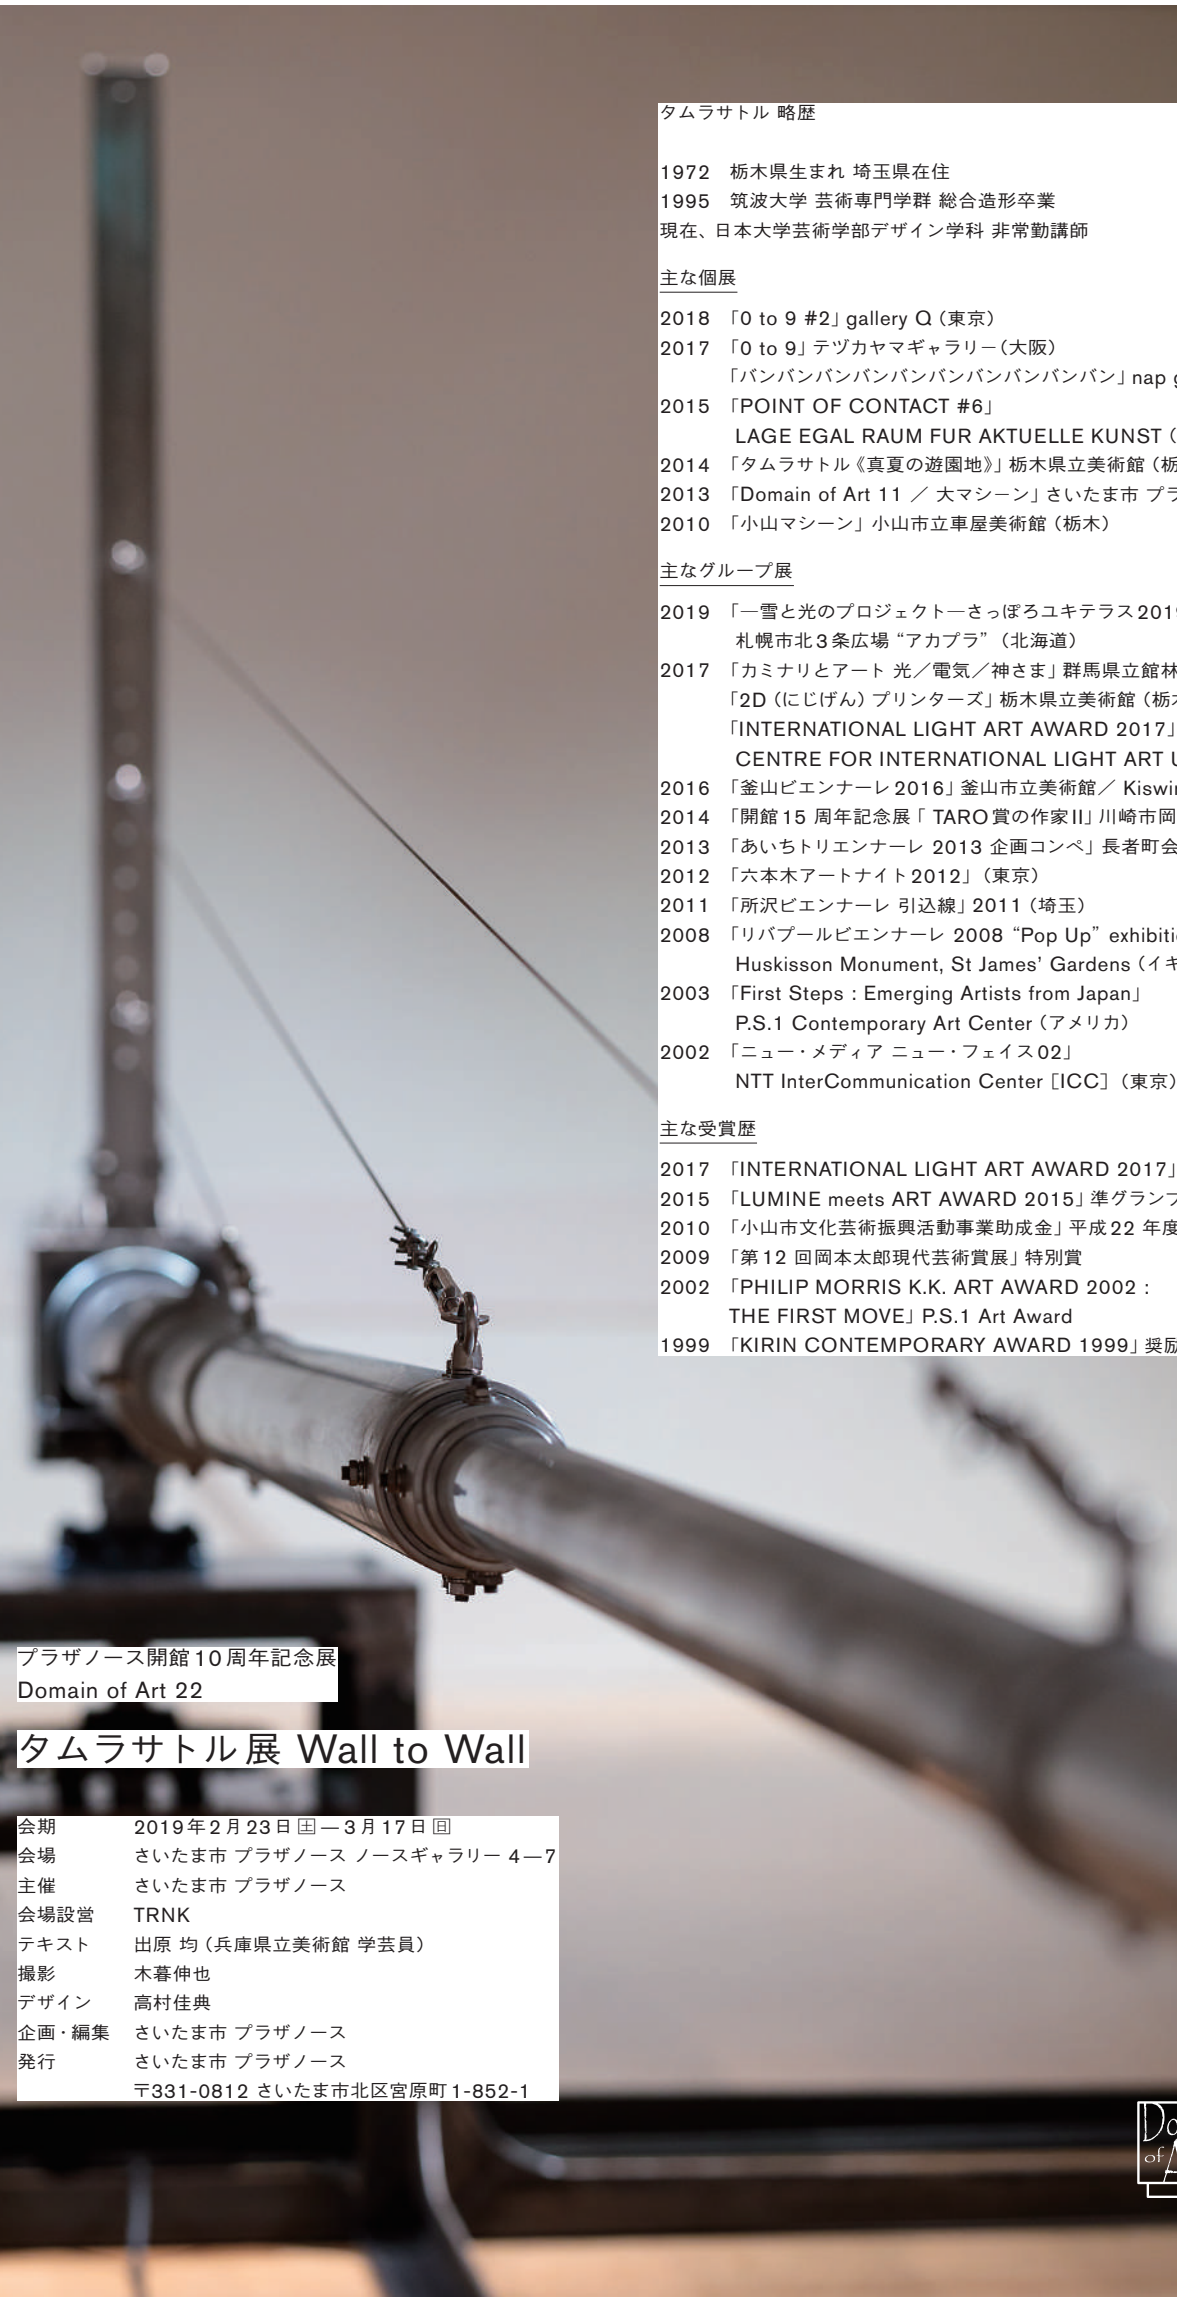 タムラサトル 略歴
1972 栃木県生まれ 埼玉県在住
1995 筑波大学 芸術専門学群 総合造形卒業
現在、日本大学芸術学部デザイン学科 非常勤講師
主な個展
2018 「0 to 9 #2」 gallery Q（東京）
2017 「0 to 9」テヅカヤマギャラリー（大阪）
「バンバンバンバンバンバンバンバンバンバン」nap
2015 「POINT OF CONTACT #6」
LAGE EGAL RAUM FUR AKTUELLE KUNST（
2014 「タムラサトル《真夏の遊園地》」栃木県立美術館（栃
2013 「Domain of Art 11 ／ 大マシーン」さいたま市 プラ
2010 「小山マシーン」小山市立車屋美術館（栃木）
主なグループ展
2019 「―雪と光のプロジェクト―さっぽろユキテラス2019
札幌市北3条広場 “アカプラ”（北海道）
2017 「カミナリとアート 光／電気／神さま」群馬県立館林
「2D（にじげん）プリンターズ」栃木県立美術館（栃木
「INTERNATIONAL LIGHT ART AWARD 2017」
CENTRE FOR INTERNATIONAL LIGHT ART U
2016 「釜山ビエンナーレ2016」釜山市立美術館／ Kiswir
2014 「開館15 周年記念展「 TARO賞の作家II」川崎市岡
2013 「あいちトリエンナーレ 2013 企画コンペ」長者町会
2012 「六本木アートナイト2012」（東京）
2011 「所沢ビエンナーレ 引込線」2011（埼玉）
2008 「リバプールビエンナーレ 2008 “Pop Up” exhibiti
Huskisson Monument, St James’ Gardens（イギ
2003 「First Steps : Emerging Artists from Japan」
P.S.1 Contemporary Art Center（アメリカ）
2002 「ニュー・メディア ニュー・フェイス02」
NTT InterCommunication Center［ICC］（東京）
主な受賞歴
2017 「INTERNATIONAL LIGHT ART AWARD 2017」
2015 「LUMINE meets ART AWARD 2015」準グランプ
2010 「小山市文化芸術振興活動事業助成金」平成22 年度
2009 「第12 回岡本太郎現代芸術賞展」特別賞
2002 「PHILIP MORRIS K.K. ART AWARD 2002 :
THE FIRST MOVE」P.S.1 Art Award
1999 「KIRIN CONTEMPORARY AWARD 1999」奨励
プラザノース開館10周年記念展
Domain of Art 22
タムラサトル展 Wall to Wall
会期 2019年2月23日 土 ― 3月17日 日
会場 さいたま市 プラザノース ノースギャラリー 4―7
主催 さいたま市 プラザノース
会場設営 TRNK
テキスト 出原 均（兵庫県立美術館 学芸員）
撮影 木暮伸也
デザイン 高村佳典
企画・編集 さいたま市 プラザノース
発行 さいたま市 プラザノース
〒331-0812 さいたま市北区宮原町1-852-1
of